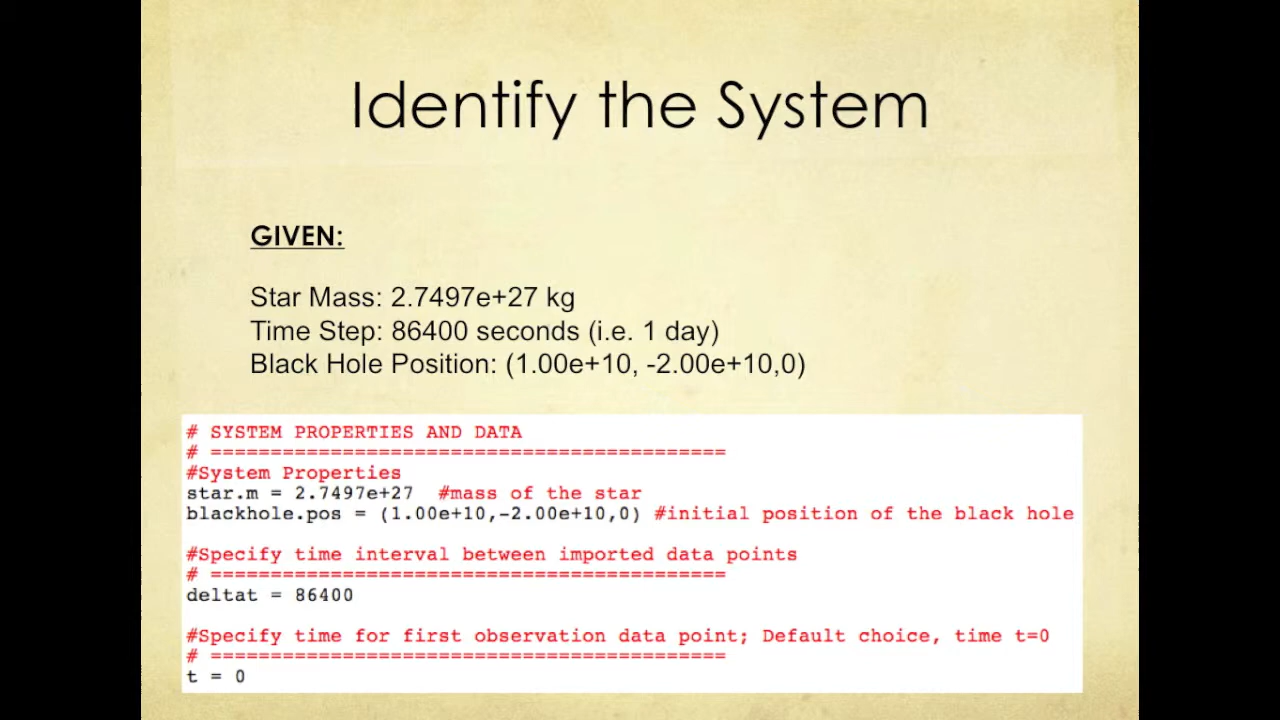 Identify the System
GIVEN:
Star Mass: 2.7497e+27 kg
Time Step: 86400 seconds (i.e. 1 day)
Black Hole Position: (1.00e+10, -2.00e+10,0)
# SYSTEM PROPERTIES AND DATA
# ===========================================
#System Properties
star.m = 2.7497e+27  #mass of the star
blackhole.pos = (1.00e+10,-2.00e+10,0) #initial position of the black hole
#Specify time interval between imported data points
# ===========================================
deltat = 86400
#Specify time for first observation data point; Default choice, time t=0
# ===========================================
t = 0